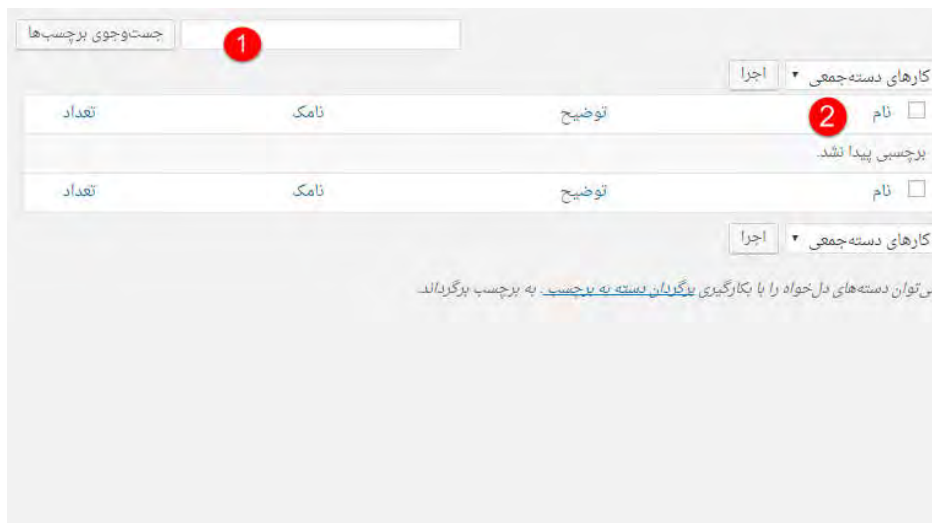 جست‌وجوی برچسب‌ها
1
کارهای دسته‌جمعی اجرا
نام 2 توضیح نامک تعداد
برچسبی پیدا نشد.
نام توضیح نامک تعداد
کارهای دسته‌جمعی اجرا
می‌توان دسته‌های دل‌خواه را با بکارگیری برگردان دسته به برچسب . به برچسب برگرداند.